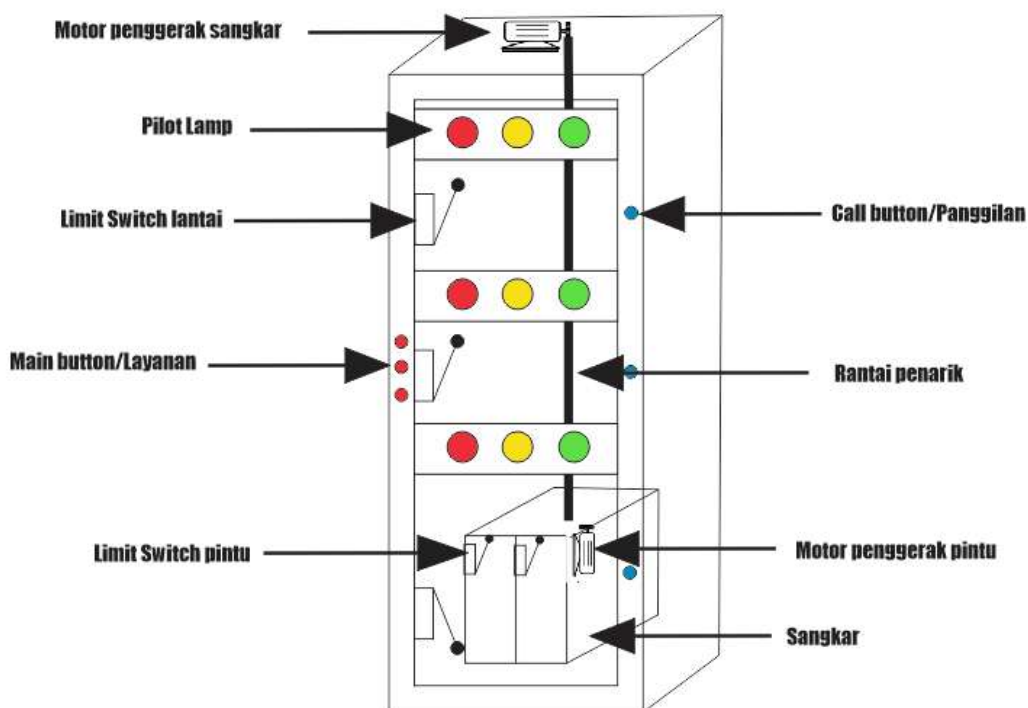 Motor penggerak sangkar
Pilot Lamp
Limit Switch lantai
Call button/Panggilan
Main button/Layanan
Rantai penarik
Limit Switch pintu
Motor penggerak pintu
Sangkar